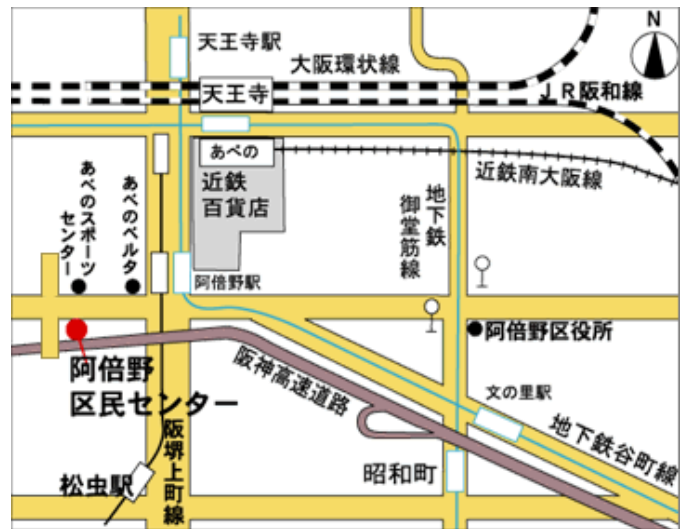 N
天王寺駅
大阪環状線
天王寺
JR阪和線
あべの
近鉄
百貨店
近鉄南大阪線
地下鉄
御堂筋線
あべのスポーツ
センター
あべのベルタ
阿倍野駅
阿倍野区役所
阿倍野
区民センター
阪神高速道路
文の里駅
地下鉄谷町線
阪堺上町線
昭和町
松虫駅